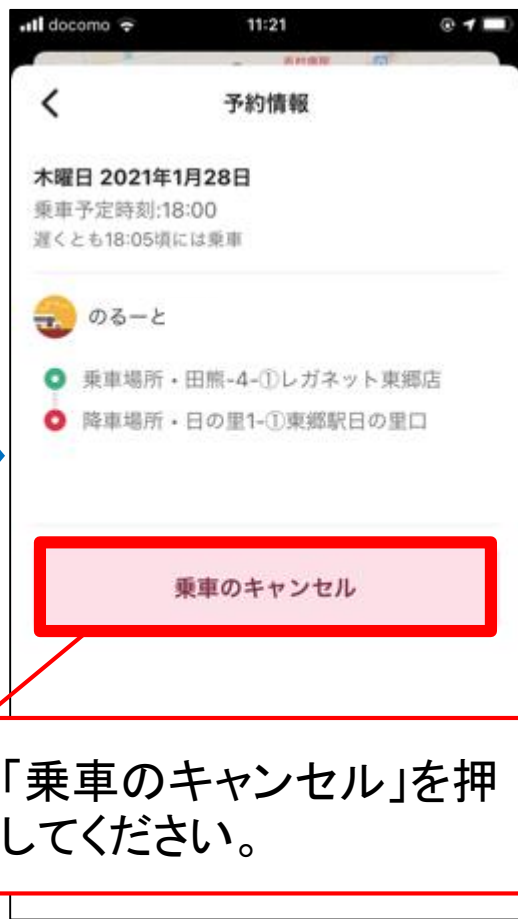 docomo
11:21
予約情報
木曜日 2021年1月28日
乗車予定時刻:18:00
遅くとも18:05頃には乗車
のるーと
乗車場所・田熊-4-①レガネット東郷店
降車場所・日の里1-①東郷駅日の里口
乗車のキャンセル
「乗車のキャンセル」を押
してください。